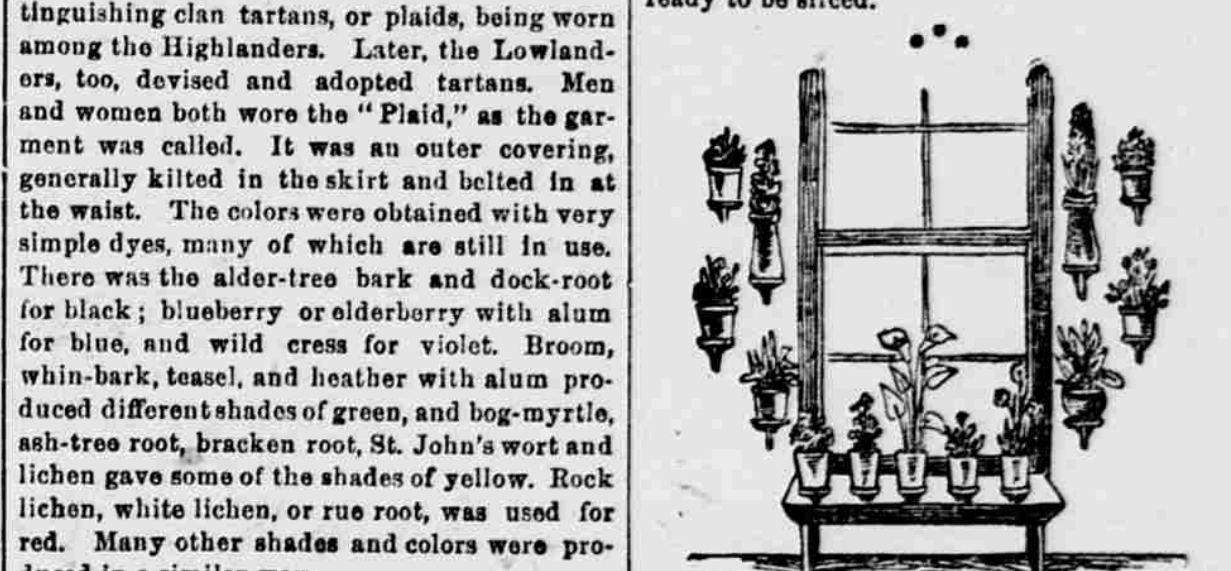 tinguishing clan tartans, or plaids, being worn
among the Highlanders. Later, the Lowland-
ers, too, devised and adopted tartans. Men
and women both wore the "Plaid," as the gar-
ment was called. It was an outer covering,
generally kilted in the skirt and belted in at
the waist. The colors were obtained with very
simple dyes, many of which are still in use.
There was the alder-tree bark and dock-root
for black; blueberry or elderberry with alum
for blue, and wild cress for violet. Broom,
whin-bark, teasel, and heather with alum pro-
duced different shades of green, and bog-myrtle,
ash-tree root, bracken root, St. John's wort and
lichen gave some of the shades of yellow. Rock
lichen, white lichen, or rue root, was used for
red. Many other shades and colors were pro-
duced in a similar way
ready to be sliced.